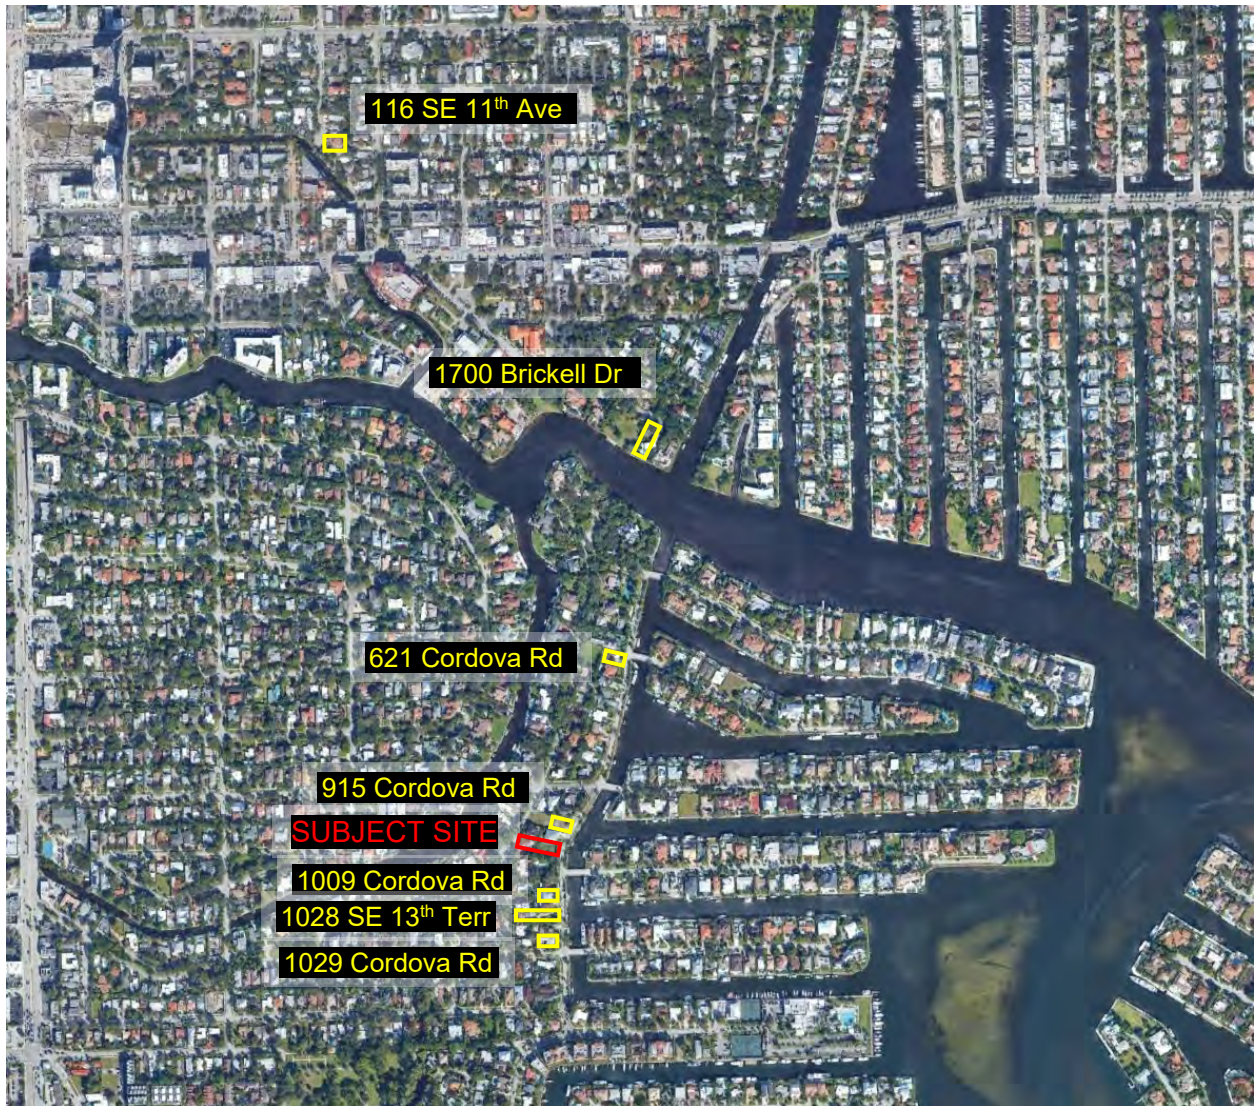 116 SE 11th Ave
1700 Brickell Dr
621 Cordova Rd
915 Cordova Rd
SUBJECT SITE
1009 Cordova Rd
1028 SE 13th Terr
1029 Cordova Rd